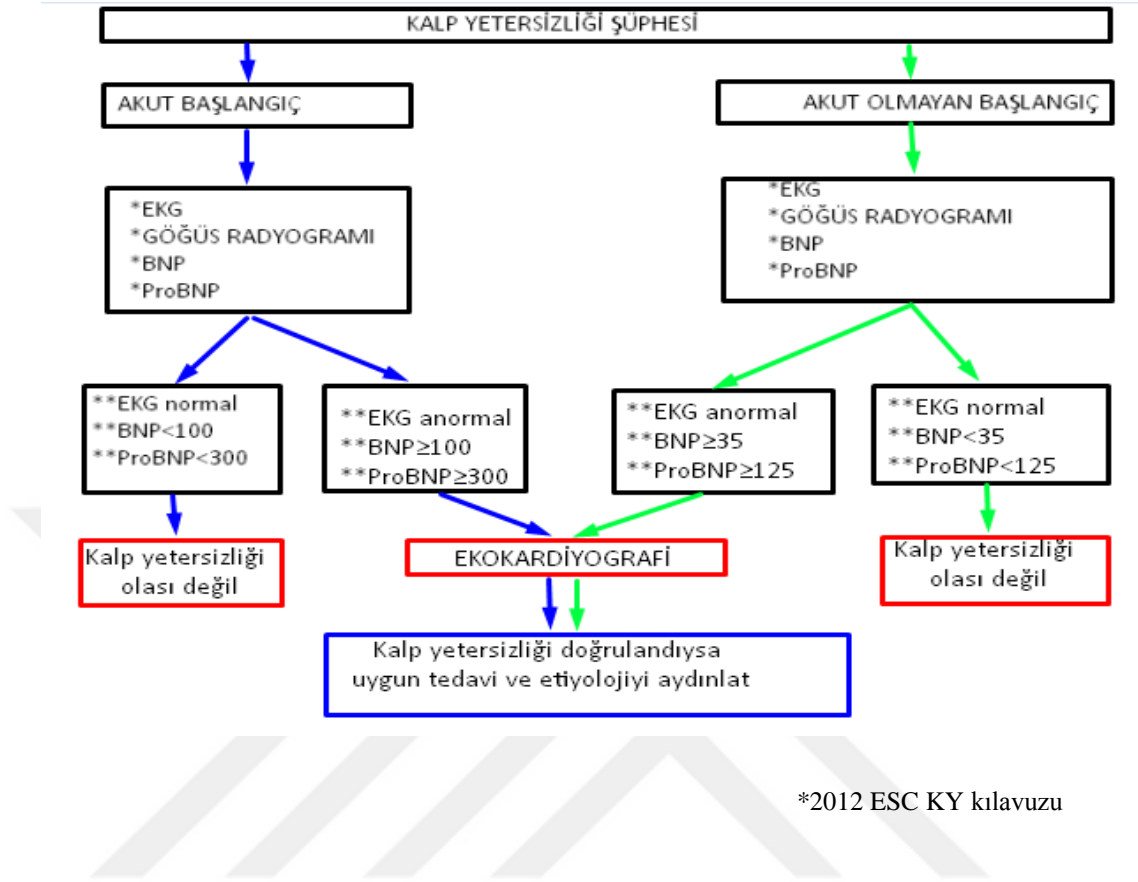 KALP YETERSİZLİĞİ ŞÜPHESİ
AKUT BAŞLANGIÇ
AKUT OLMAYAN BAŞLANGIÇ
*EKG
*GÖĞÜS RADYOGRAMI
*BNP
*ProBNP
*EKG
*GÖĞÜS RADYOGRAMI
*BNP
*ProBNP
**EKG normal
**BNP<100
**ProBNP<300
**EKG anormal
**BNP≥100
**ProBNP≥300
**EKG anormal
**BNP≥35
**ProBNP≥125
**EKG normal
**BNP<35
**ProBNP<125
Kalp yetersizliği
olası değil
EKOKARDİYOGRAFİ
Kalp yetersizliği
olası değil
Kalp yetersizliği doğrulandıysa
uygun tedavi ve etiyolojiyi aydınlat
*2012 ESC KY kılavuzu